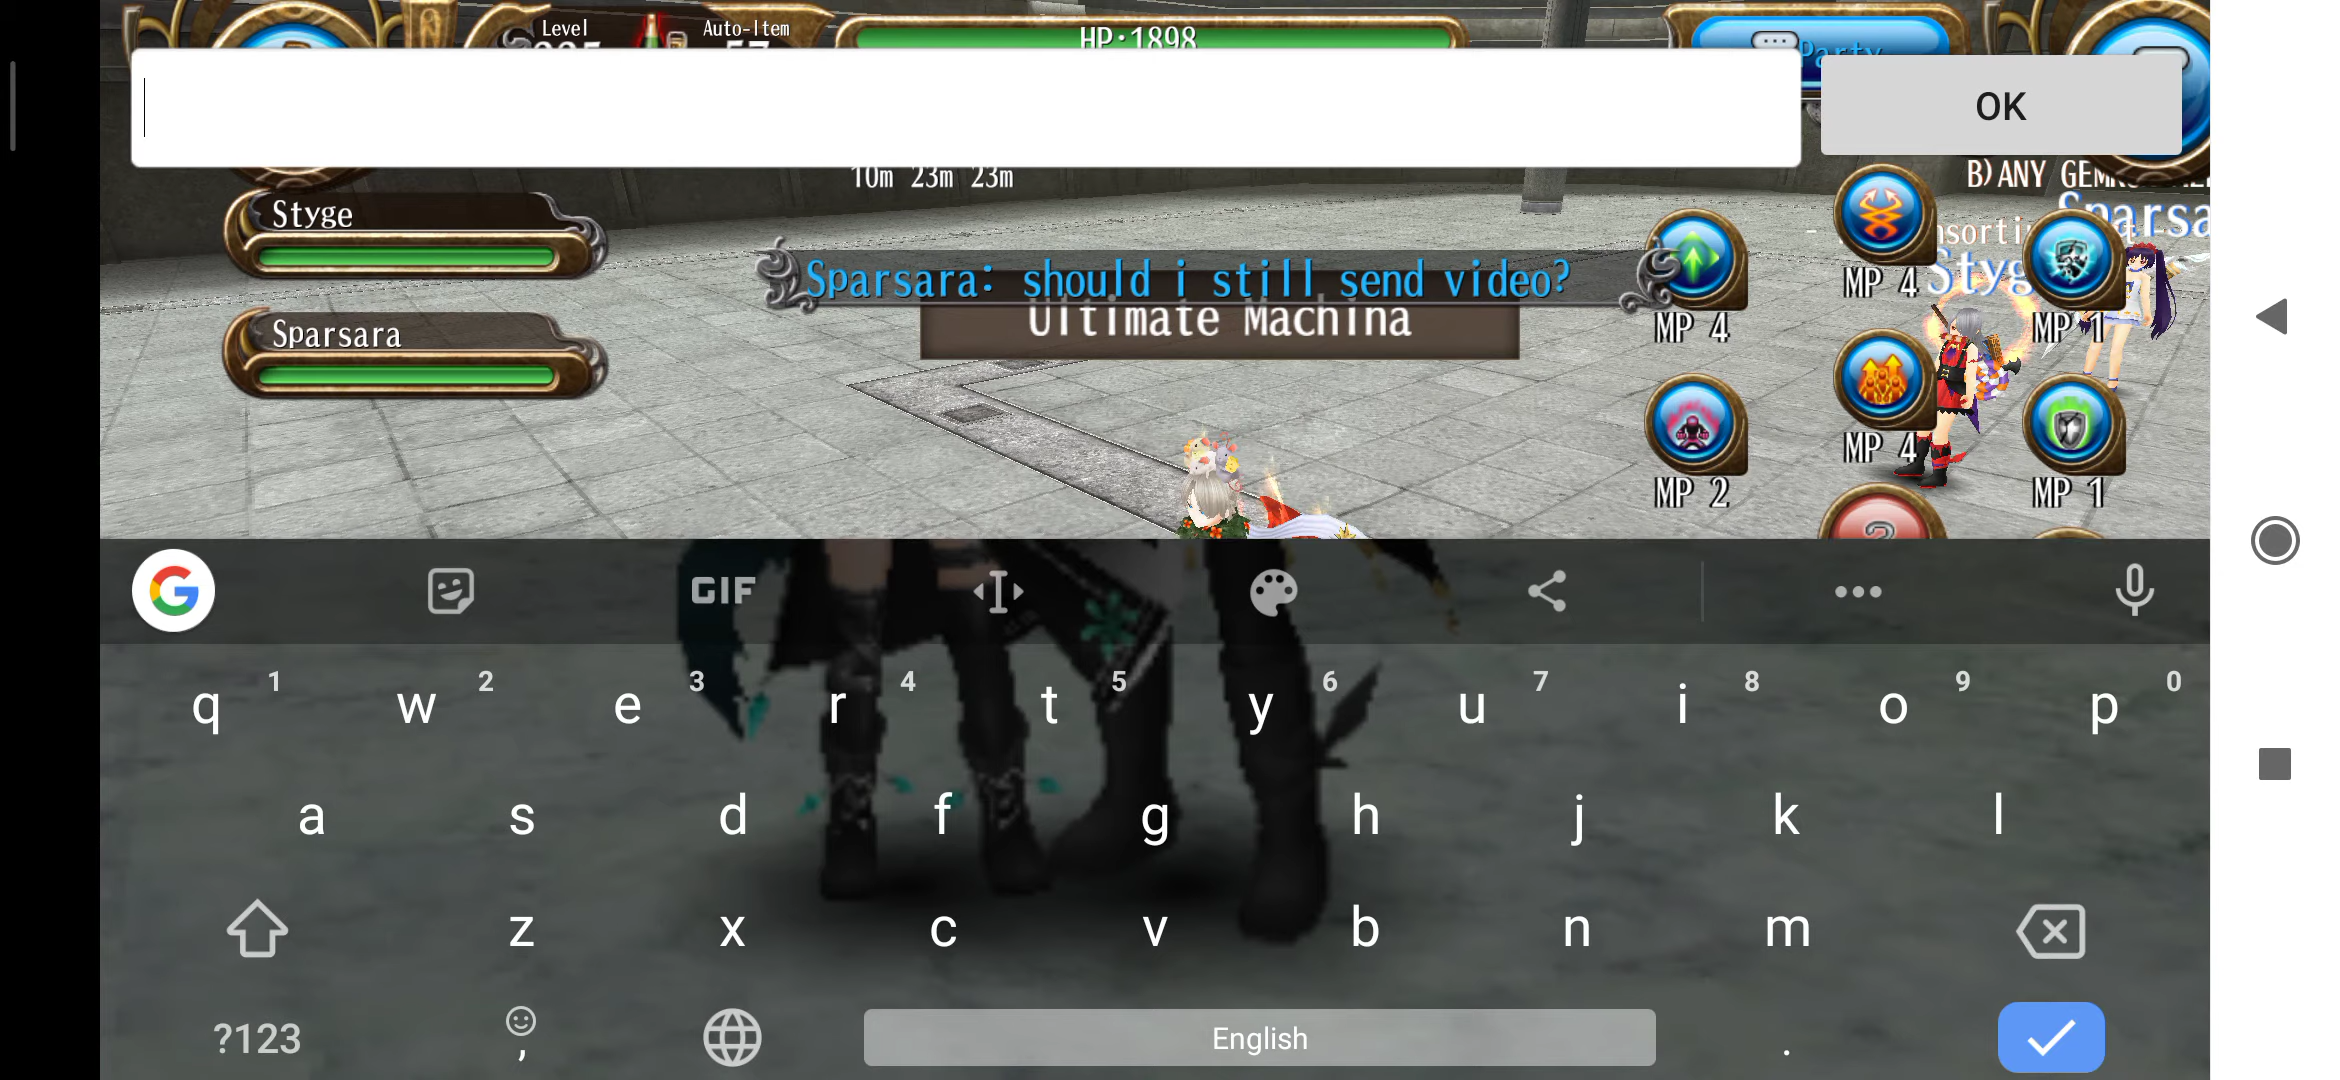 Level
Auto-Item
HP:1898
Party
OK
10m 23m 23m
B)ANY
Styge
Sparsara: should i still send video?
Ultimate Machina
Sparsara
MP 4
MP 4
MP 1
MP 2
MP 4
MP 1
GIF
q 1 w 2 e 3 r 4 t 5 y 6 u 7 i 8 o 9 p 0
a s d f g h j k l
z x c v b n m
?123 , English .